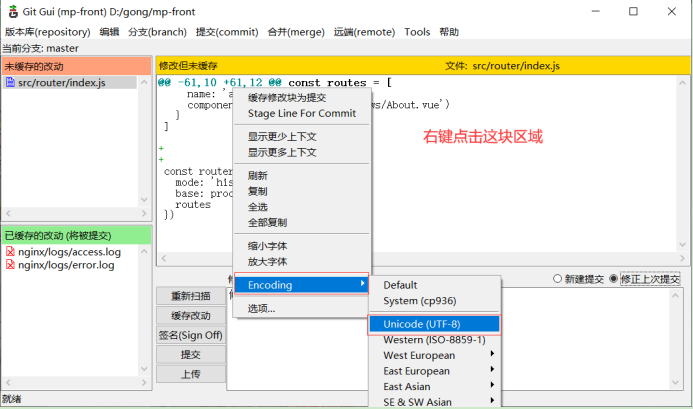 Git Gui (mp-front) D:/gong/mp-front
版本库(repository) 编辑 分支(branch) 提交(commit) 合并(merge) 远端(remote) Tools 帮助
当前分支: master
未缓存的改动
src/router/index.js
修改但未缓存
文件: src/router/index.js
@@ -61,10 +61,12 @@ const routes = [
name: 'a
componen
ws/About.vue')
}
]
+
+
const router
mode: 'his
base: proc
routes
})
缓存修改块为提交
Stage Line For Commit
显示更少上下文
显示更多上下文
刷新
复制
全选
全部复制
缩小字体
放大字体
Encoding
选项...
右键点击这块区域
Default
System (cp936)
Unicode (UTF-8)
Western (ISO-8859-1)
West European
East European
East Asian
SE & SW Asian
已缓存的改动 (将被提交)
nginx/logs/access.log
nginx/logs/error.log
新建提交
修正上次提交
重新扫描
缓存改动
签名(Sign Off)
提交
上传
就绪